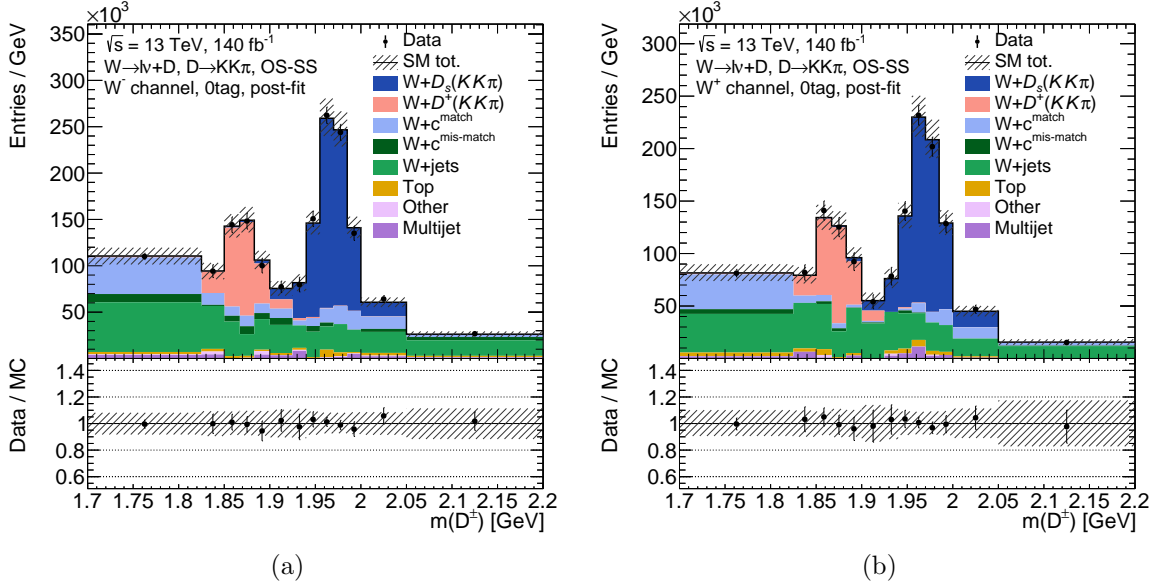 ×10³
Entries / GeV
350
300
250
200
150
100
50
√s = 13 TeV, 140 fb⁻¹
W→lν+D, D→KKπ, OS-SS
W⁻ channel, 0tag, post-fit
Data
SM tot.
W+Dₛ(KKπ)
W+D⁺(KKπ)
W+c^match
W+c^mis-match
W+jets
Top
Other
Multijet
Data / MC
1.4
1.2
1
0.8
0.6
1.7 1.75 1.8 1.85 1.9 1.95 2 2.05 2.1 2.15 2.2
m(D^±) [GeV]
(a)
×10³
Entries / GeV
300
250
200
150
100
50
√s = 13 TeV, 140 fb⁻¹
W→lν+D, D→KKπ, OS-SS
W⁺ channel, 0tag, post-fit
Data
SM tot.
W+Dₛ(KKπ)
W+D⁺(KKπ)
W+c^match
W+c^mis-match
W+jets
Top
Other
Multijet
Data / MC
1.4
1.2
1
0.8
0.6
1.7 1.75 1.8 1.85 1.9 1.95 2 2.05 2.1 2.15 2.2
m(D^±) [GeV]
(b)